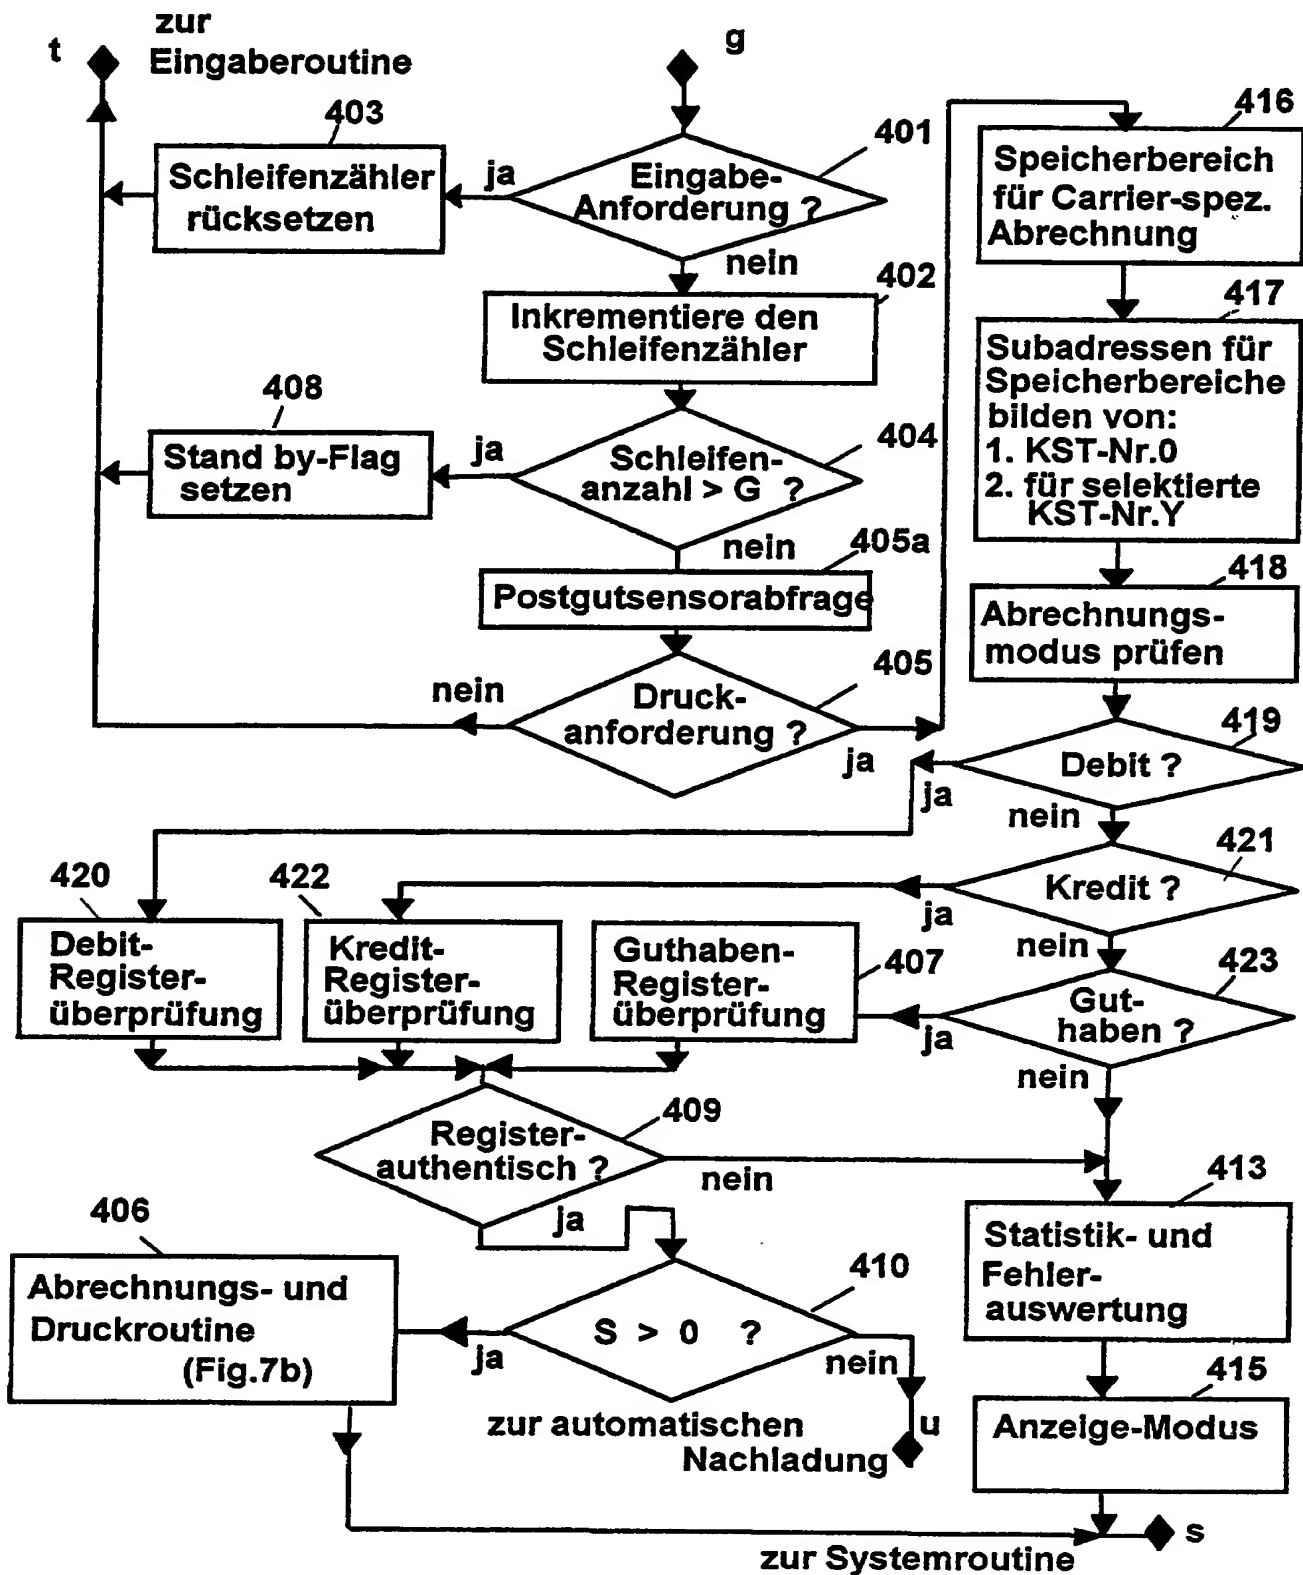 zur
Eingaberoutine
t
g
403
Schleifenzähler
rücksetzen
ja
401
Eingabe-
Anforderung ?
nein
402
Inkrementiere den
Schleifenzähler
408
Stand by-Flag
setzen
ja
404
Schleifen-
anzahl > G ?
nein
405a
Postgutsensorabfrage
405
nein
Druck-
anforderung ?
ja
416
Speicherbereich
für Carrier-spez.
Abrechnung
417
Subadressen für
Speicherbereiche
bilden von:
1. KST-Nr.0
2. für selektierte
KST-Nr.Y
418
Abrechnungs-
modus prüfen
419
Debit ?
ja
nein
421
Kredit ?
ja
nein
423
Gut-
haben ?
ja
nein
420
Debit-
Register-
überprüfung
422
Kredit-
Register-
überprüfung
Guthaben-
Register-
überprüfung
407
409
Register-
authentisch ?
nein
ja
406
Abrechnungs- und
Druckroutine
(Fig.7b)
410
S > 0 ?
ja
nein
zur automatischen
Nachladung
u
413
Statistik- und
Fehler-
auswertung
415
Anzeige-Modus
s
zur Systemroutine